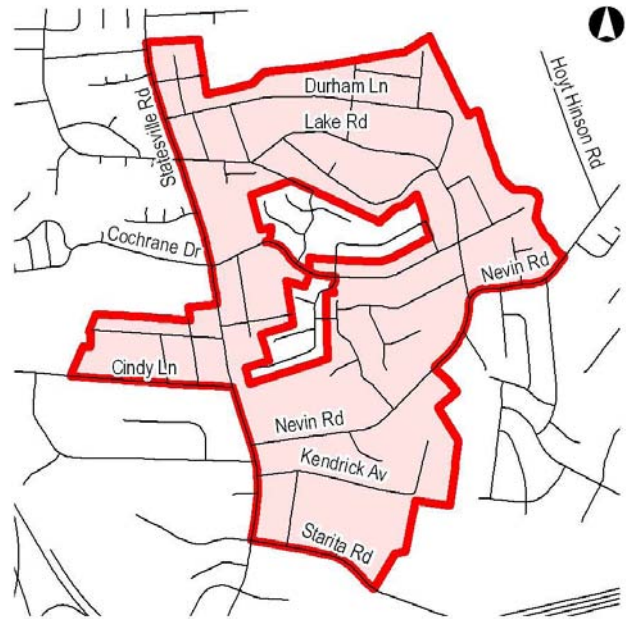 Durham Ln
Hoyt Hinson Rd
Lake Rd
Statesville Rd
Cochrane Dr
Nevin Rd
Cindy Ln
Nevin Rd
Kendrick Av
Starita Rd